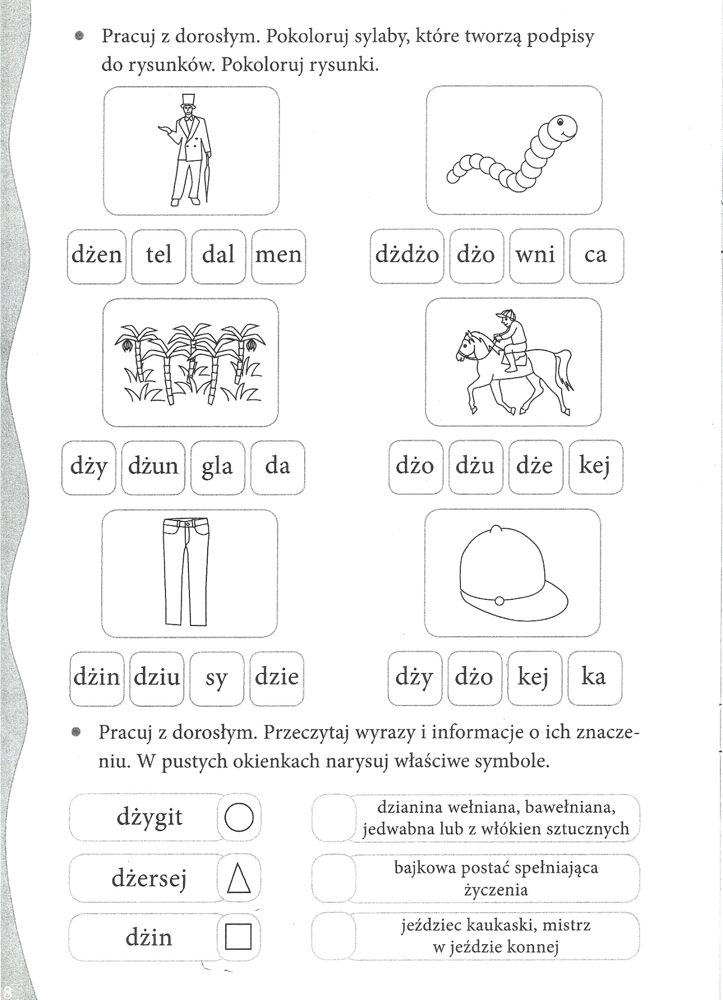 • Pracuj z dorosłym. Pokoloruj sylaby, które tworzą podpisy
do rysunków. Pokoloruj rysunki.
dżen tel dal men
dżdżo dżo wni ca
dży dżun gla da
dżo dżu dże kej
dżin dziu sy dzie
dży dżo kej ka
• Pracuj z dorosłym. Przeczytaj wyrazy i informacje o ich znacze-
niu. W pustych okienkach narysuj właściwe symbole.
dżygit
dzianina wełniana, bawełniana,
jedwabna lub z włókien sztucznych
dżersej
bajkowa postać spełniająca
życzenia
dżin
jeździec kaukaski, mistrz
w jeździe konnej
8